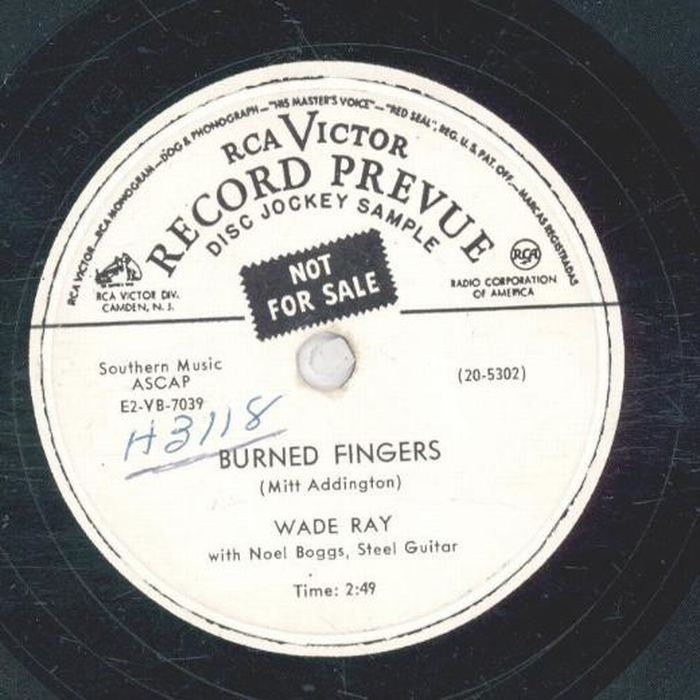 RCA VICTOR—RCA MONOGRAM—DOG & PHONOGRAPH—"HIS MASTER'S VOICE"—"RED SEAL", REG. U.S. PAT. OFF.—MARCAS REGISTRADAS
RCA VICTOR
RECORD PREVUE
DISC JOCKEY SAMPLE
NOT
FOR SALE
RCA
RCA VICTOR DIV.
CAMDEN, N. J.
RADIO CORPORATION
OF AMERICA
Southern Music
ASCAP
E2-VB-7039
(20-5302)
H3118
BURNED FINGERS
(Mitt Addington)
WADE RAY
with Noel Boggs, Steel Guitar
Time: 2:49